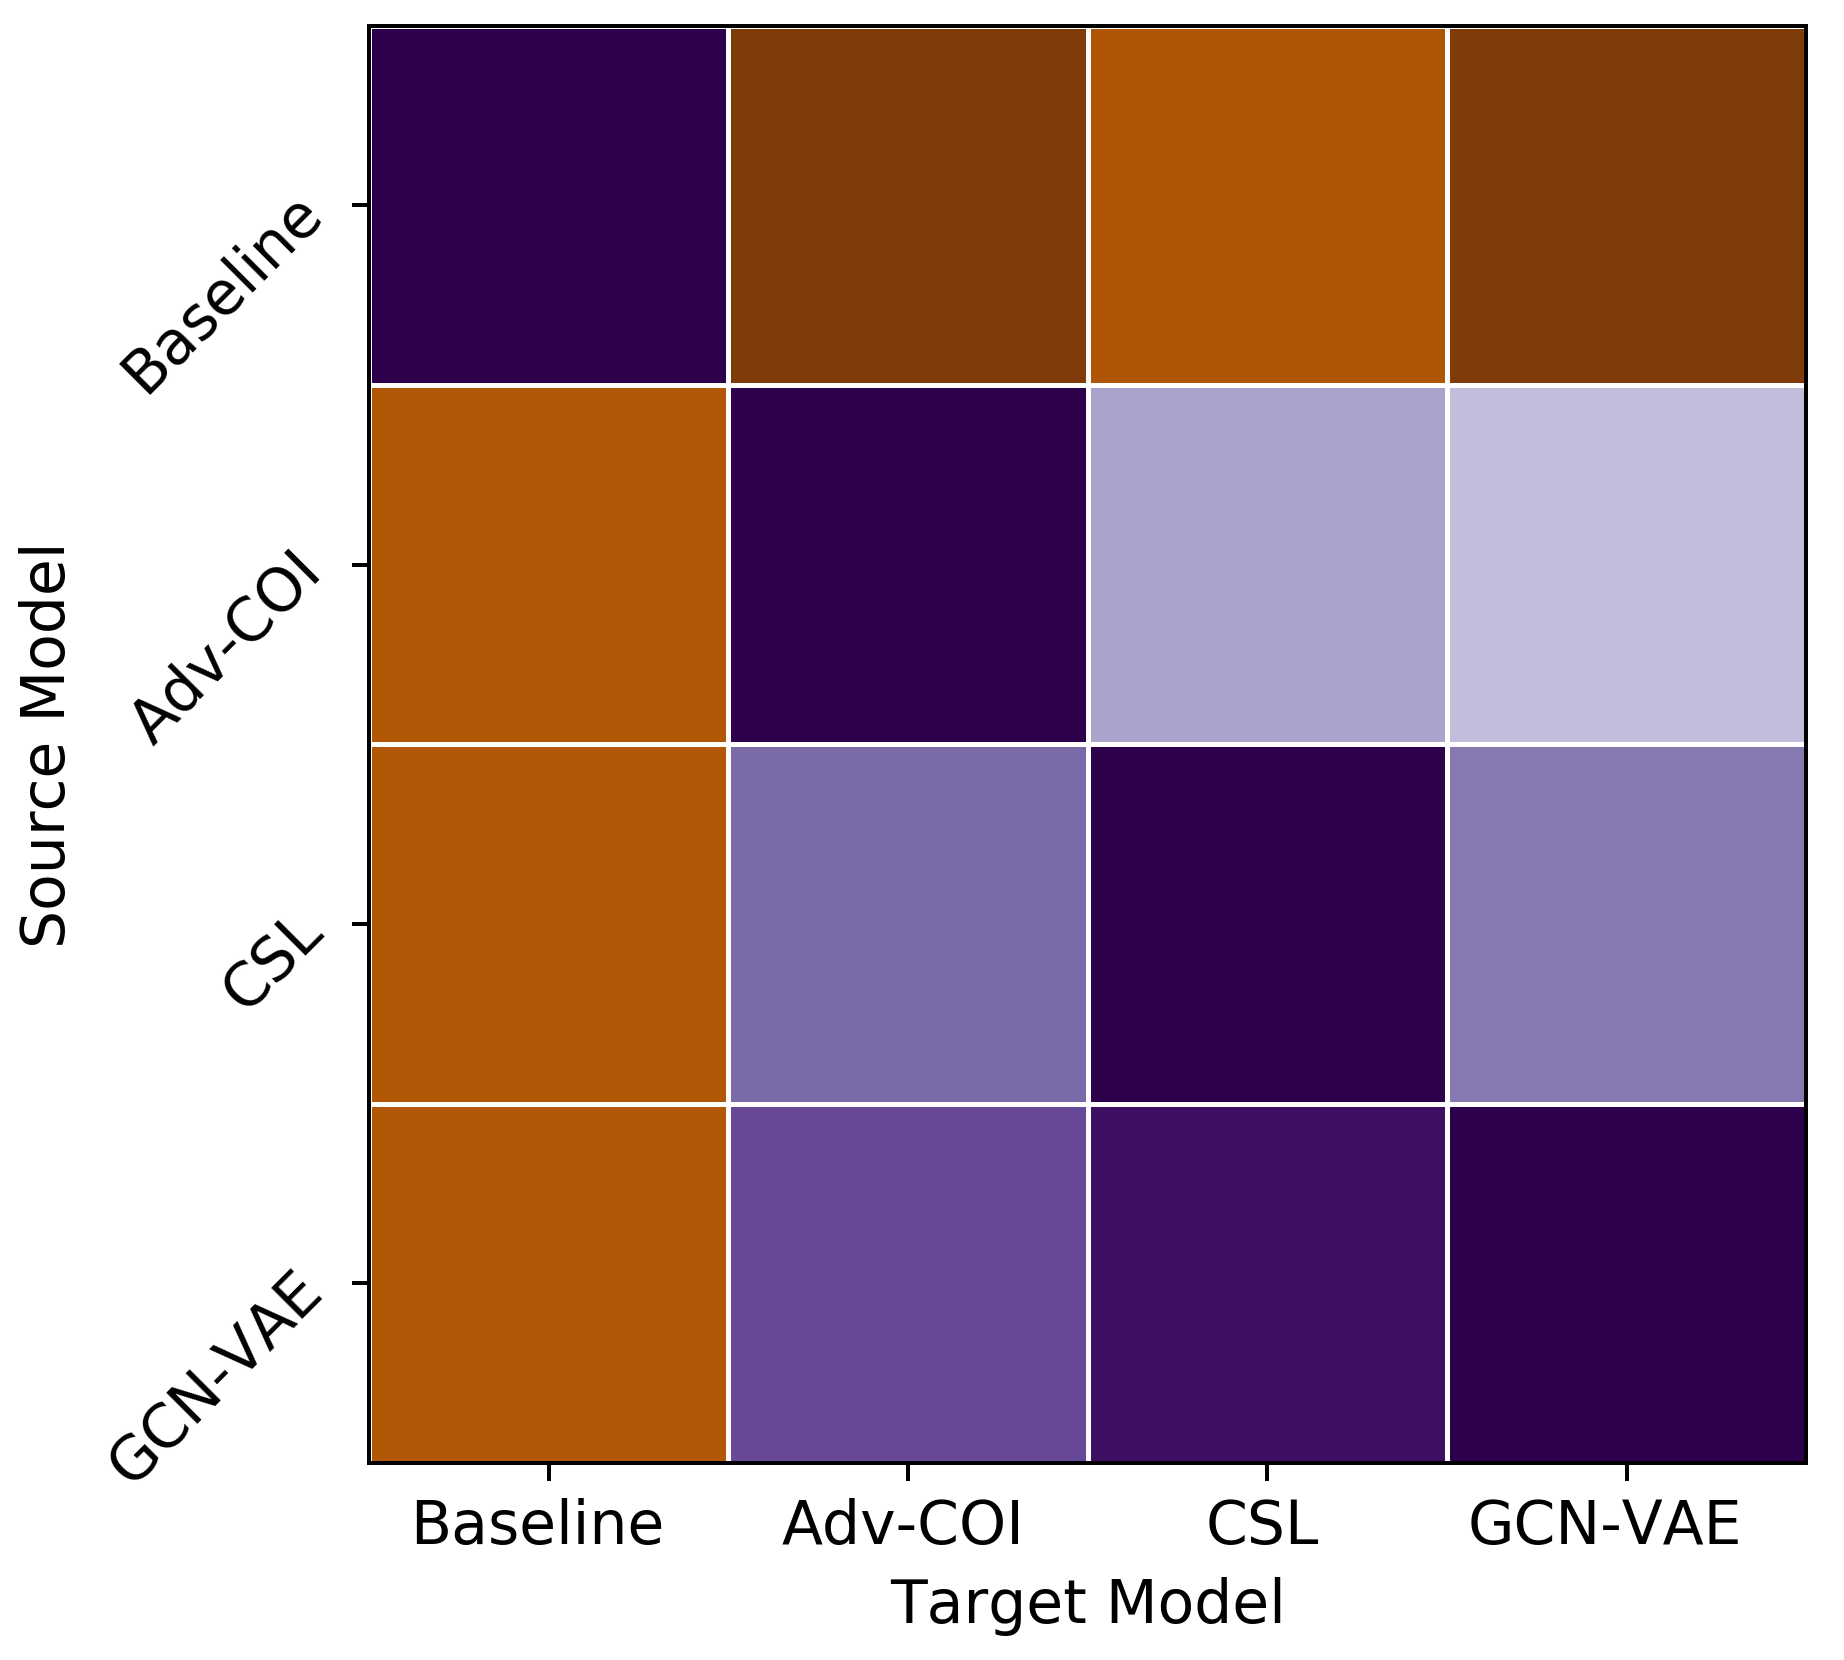 Source Model
Baseline
Adv-COI
CSL
GCN-VAE
Baseline
Adv-COI
CSL
GCN-VAE
Target Model